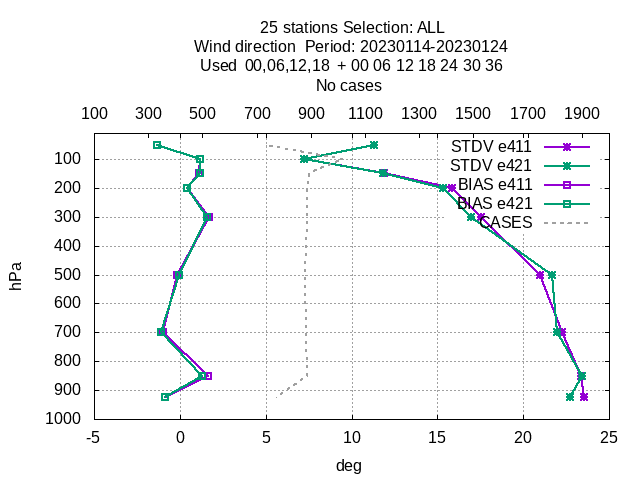 25 stations Selection: ALL
Wind direction  Period: 20230114-20230124
Used  00,06,12,18  + 00 06 12 18 24 30 36
No cases
100 300 500 700 900 1100 1300 1500 1700 1900
STDV e411
STDV e421
BIAS e411
BIAS e421
CASES
100
200
300
400
500
600
700
800
900
1000
hPa
-5 0 5 10 15 20 25
deg